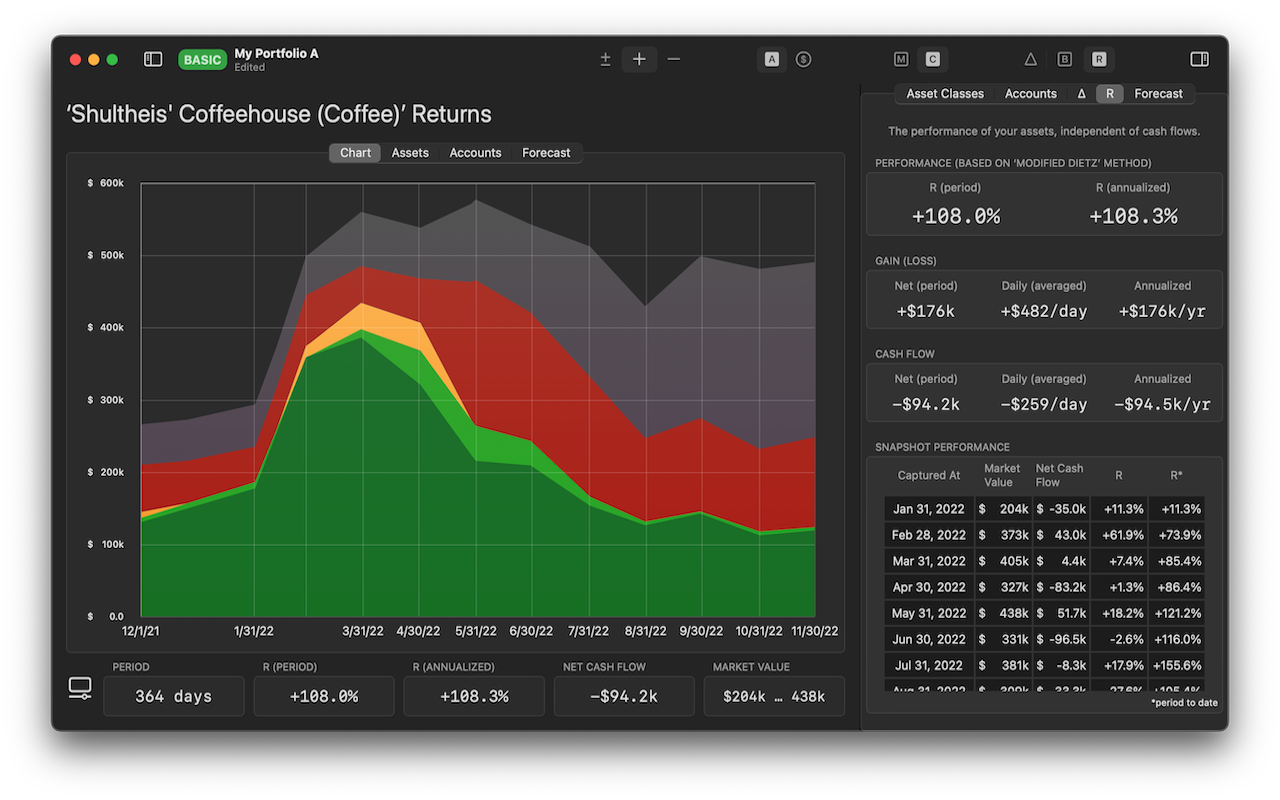 BASIC My Portfolio A
Edited
A $ M C Δ B R
‘Shultheis' Coffeehouse (Coffee)’ Returns
Chart Assets Accounts Forecast
$ 600k
$ 500k
$ 400k
$ 300k
$ 200k
$ 100k
$ 0.0
12/1/21 1/31/22 3/31/22 4/30/22 5/31/22 6/30/22 7/31/22 8/31/22 9/30/22 10/31/22 11/30/22
PERIOD R (PERIOD) R (ANNUALIZED) NET CASH FLOW MARKET VALUE
364 days +108.0% +108.3% −$94.2k $204k … 438k
Asset Classes Accounts Δ R Forecast
The performance of your assets, independent of cash flows.
PERFORMANCE (BASED ON ‘MODIFIED DIETZ’ METHOD)
R (period) R (annualized)
+108.0% +108.3%
GAIN (LOSS)
Net (period) Daily (averaged) Annualized
+$176k +$482/day +$176k/yr
CASH FLOW
Net (period) Daily (averaged) Annualized
−$94.2k −$259/day −$94.5k/yr
SNAPSHOT PERFORMANCE
Captured At Market Value Net Cash Flow R R*
Jan 31, 2022 $ 204k $ -35.0k +11.3% +11.3%
Feb 28, 2022 $ 373k $ 43.0k +61.9% +73.9%
Mar 31, 2022 $ 405k $ 4.4k +7.4% +85.4%
Apr 30, 2022 $ 327k $ -83.2k +1.3% +86.4%
May 31, 2022 $ 438k $ 51.7k +18.2% +121.2%
Jun 30, 2022 $ 331k $ -96.5k -2.6% +116.0%
Jul 31, 2022 $ 381k $ -8.3k +17.9% +155.6%
Aug 31, 2022 $
*period to date